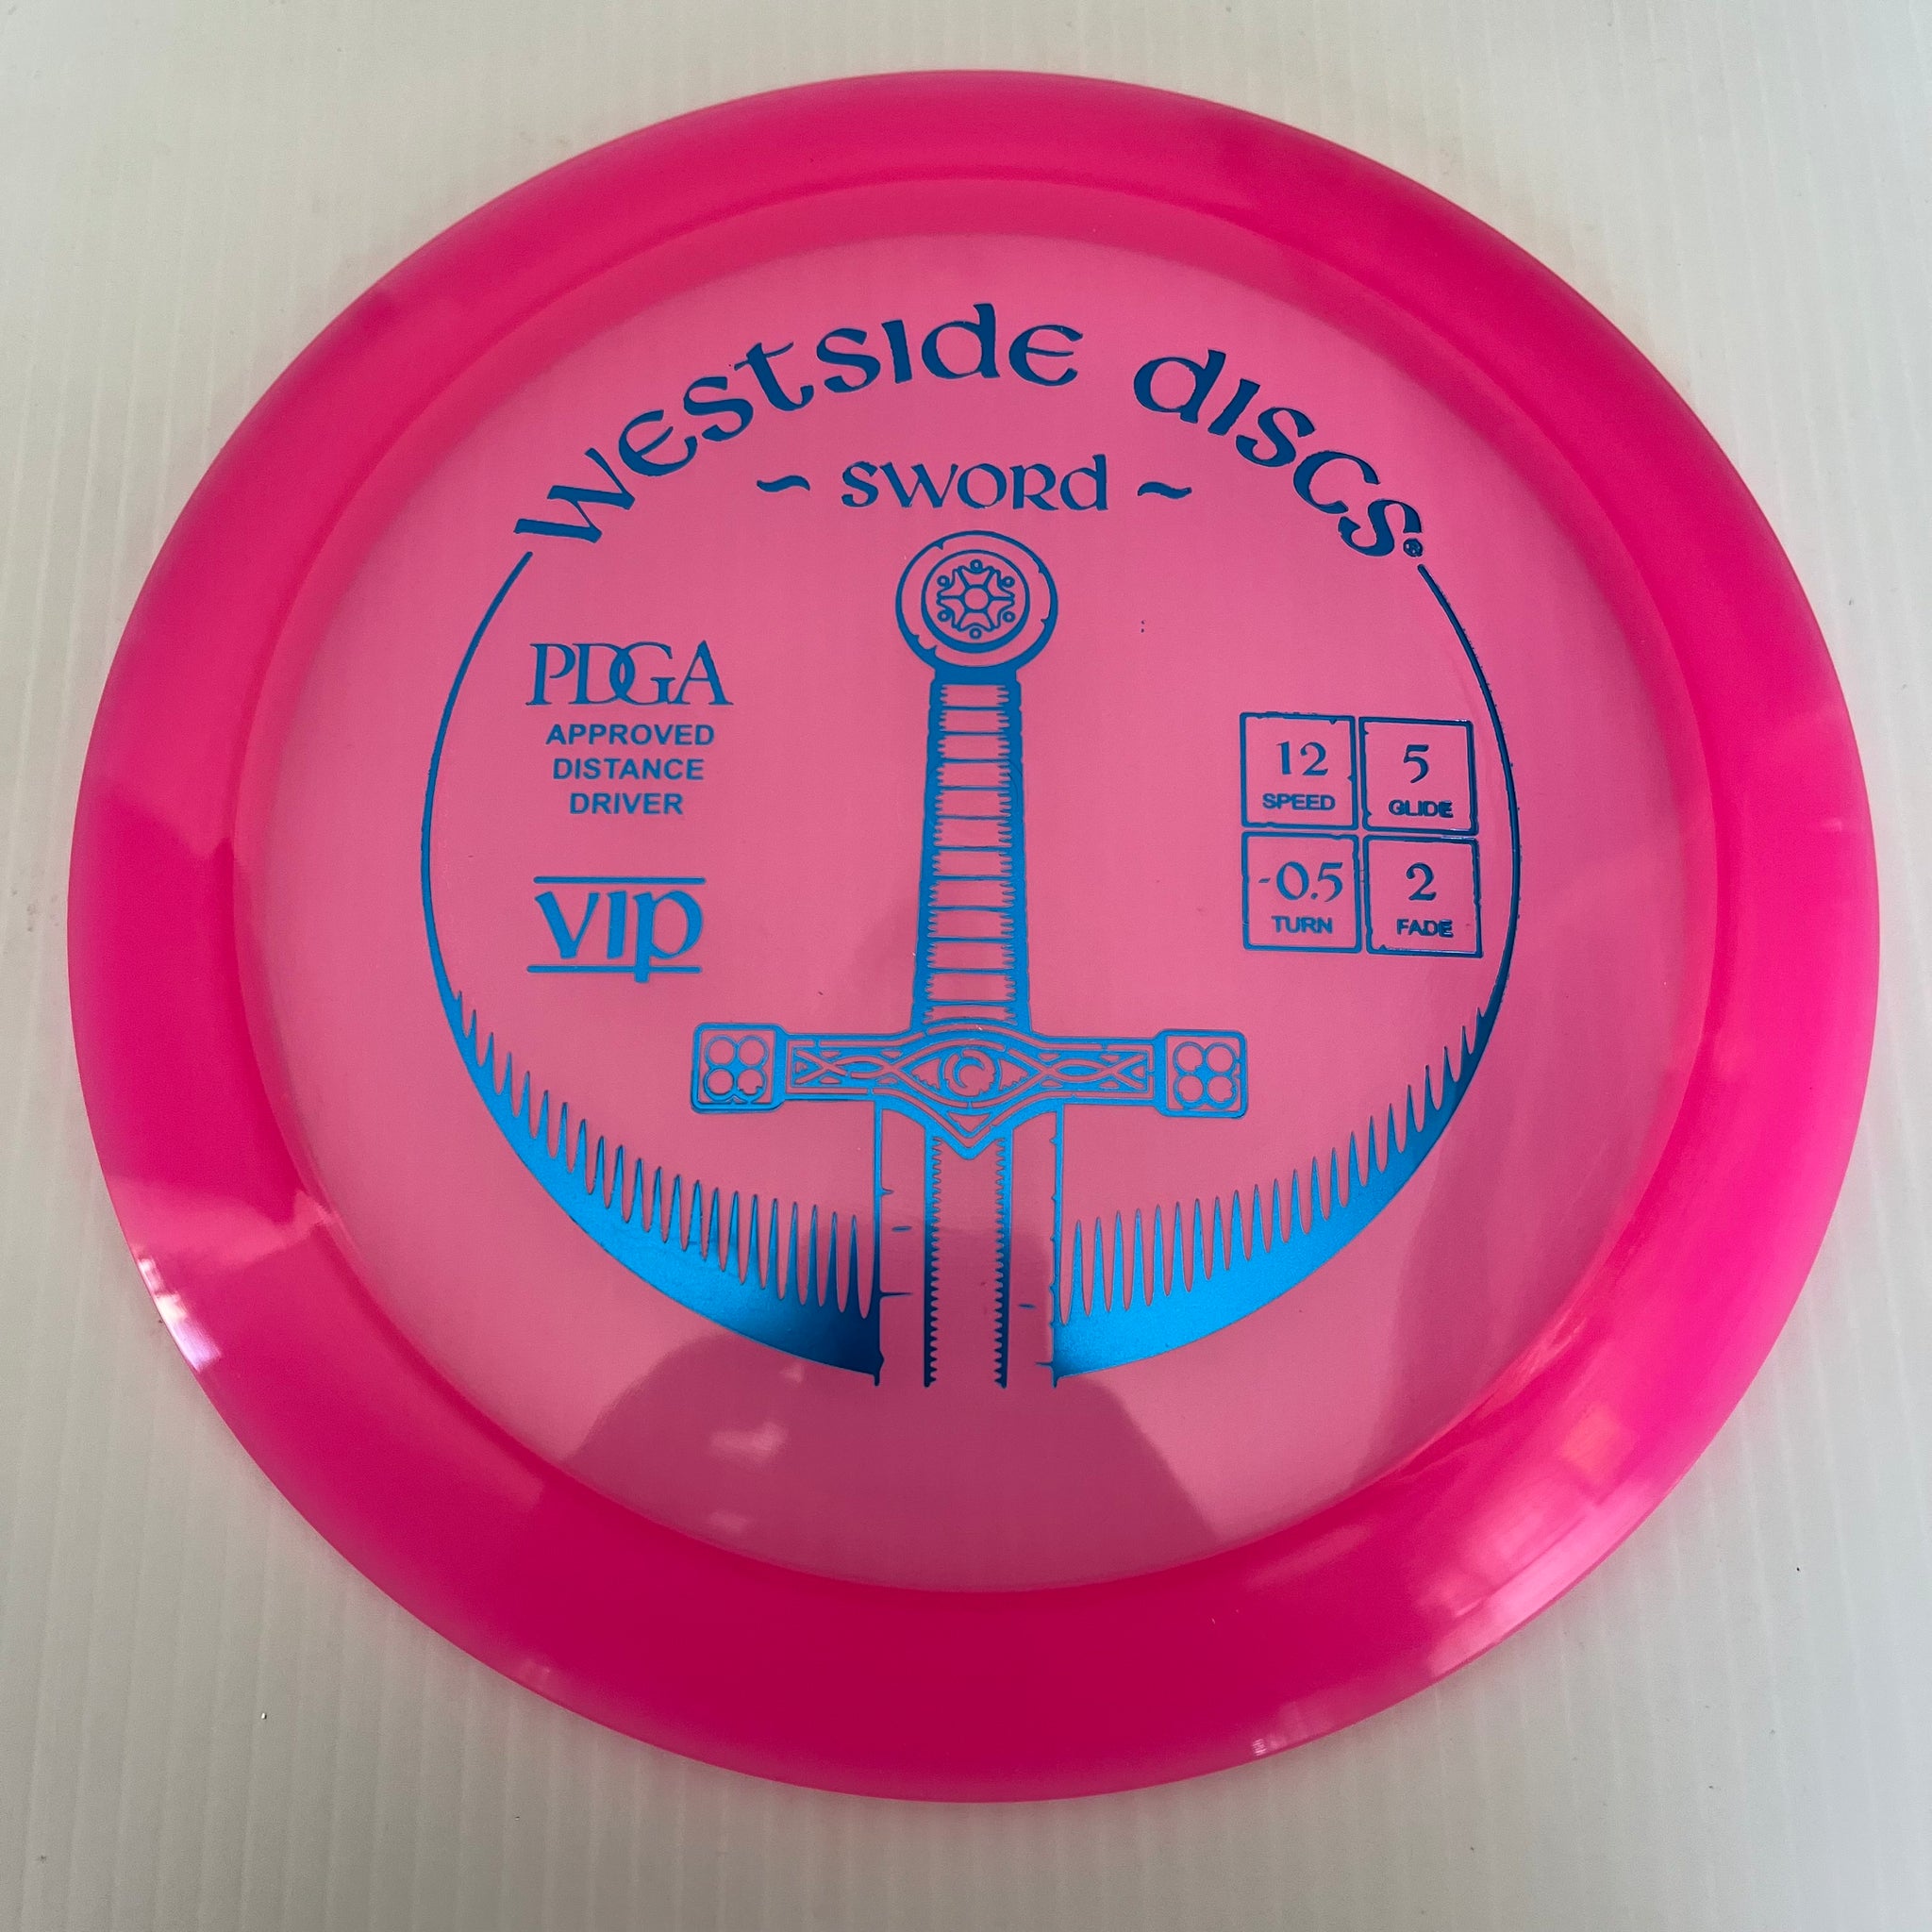 westside discs
~ sword ~
PDGA
APPROVED
DISTANCE
DRIVER
VIP
12
SPEED
5
GLIDE
-0.5
TURN
2
FADE